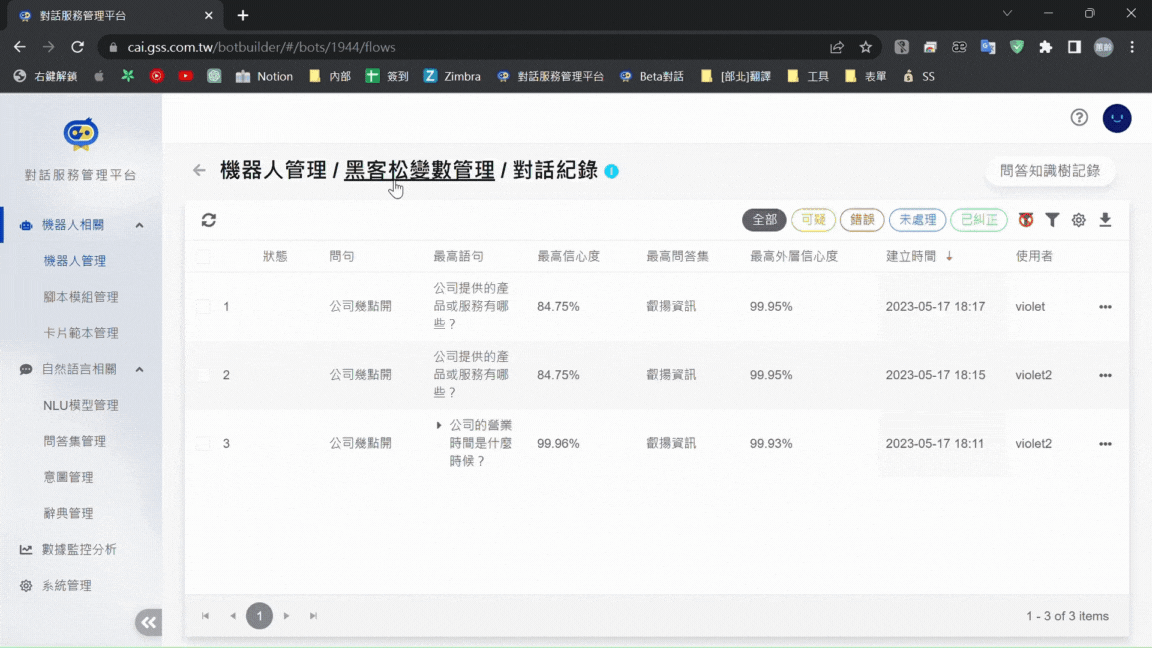 對話服務管理平台
cai.gss.com.tw/botbuilder/#/bots/1944/flows
右鍵解鎖
Notion
內部
簽到
Zimbra
對話服務管理平台
Beta對話
[部北]翻譯
工具
表單
SS
對話服務管理平台
機器人相關
機器人管理
腳本模組管理
卡片範本管理
自然語言相關
NLU模型管理
問答集管理
意圖管理
辭典管理
數據監控分析
系統管理
機器人管理 / 黑客松變數管理 / 對話紀錄
問答知識樹記錄
全部 可疑 錯誤 未處理 已糾正
狀態 問句 最高語句 最高信心度 最高問答集 最高外層信心度 建立時間 使用者
1 公司幾點開 公司提供的產品或服務有哪些? 84.75% 叡揚資訊 99.95% 2023-05-17 18:17 violet
2 公司幾點開 公司提供的產品或服務有哪些? 84.75% 叡揚資訊 99.95% 2023-05-17 18:15 violet2
3 公司幾點開 公司的營業時間是什麼時候? 99.96% 叡揚資訊 99.93% 2023-05-17 18:11 violet2
1
1 - 3 of 3 items